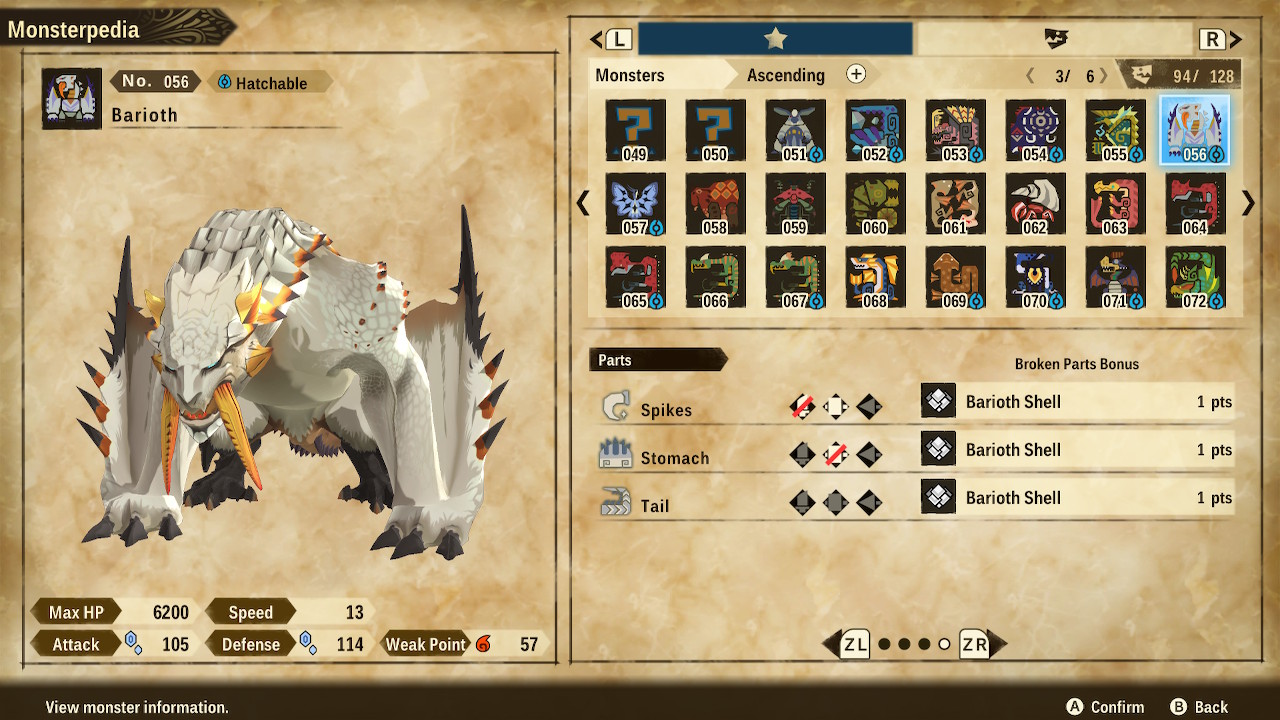 Monsterpedia
No. 056 Hatchable
Barioth
L R
Monsters Ascending 3/ 6 94/ 128
049 050 051 052 053 054 055 056
057 058 059 060 061 062 063 064
065 066 067 068 069 070 071 072
Parts Broken Parts Bonus
Spikes Barioth Shell 1 pts
Stomach Barioth Shell 1 pts
Tail Barioth Shell 1 pts
Max HP 6200 Speed 13
Attack 105 Defense 114 Weak Point 57
ZL ZR
View monster information. A Confirm B Back